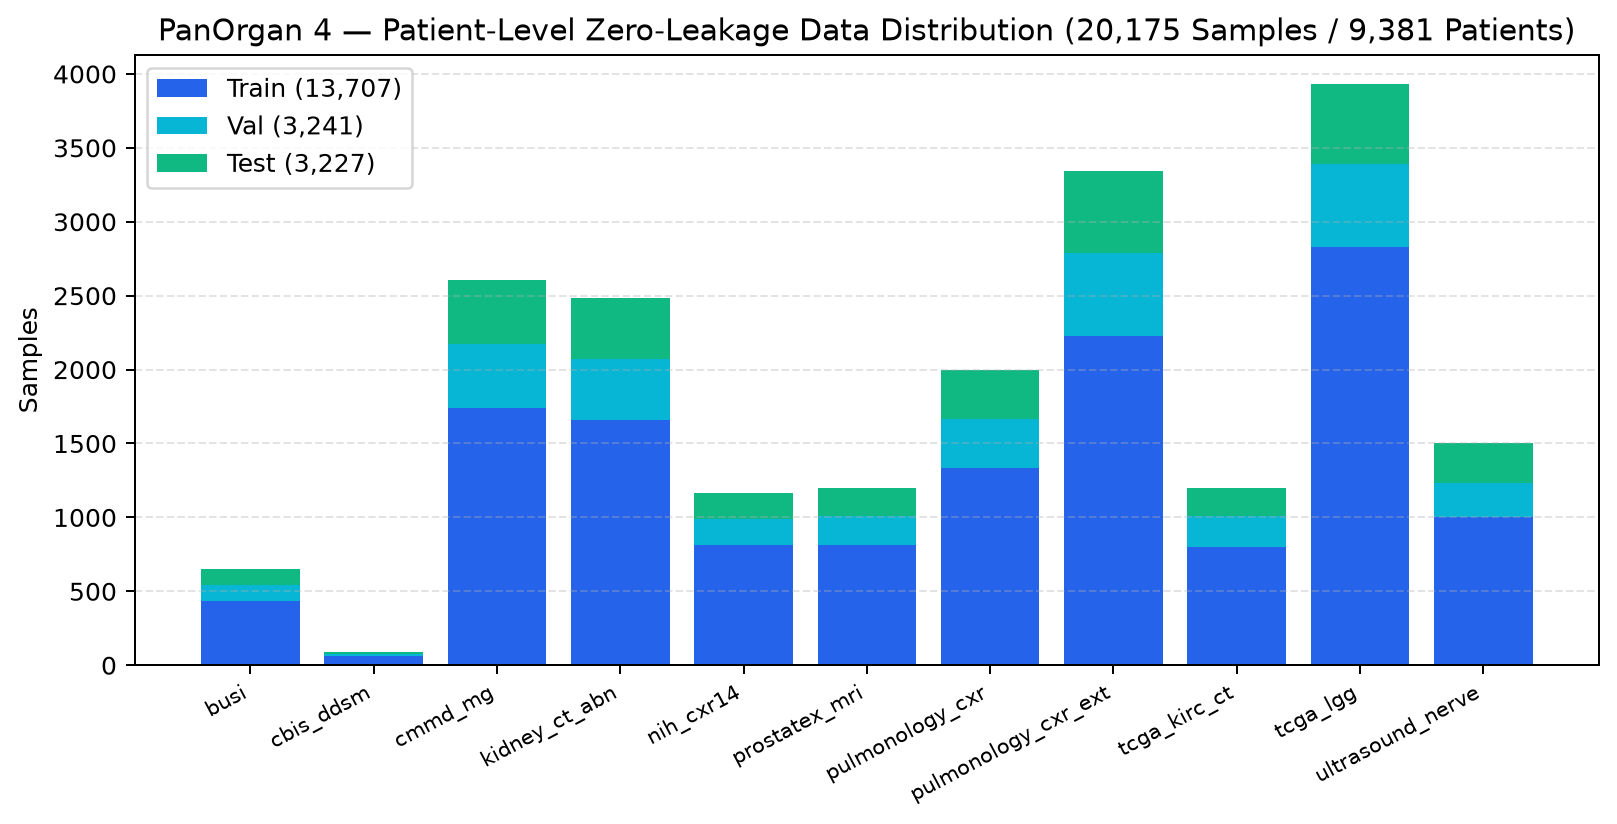 PanOrgan 4 — Patient-Level Zero-Leakage Data Distribution (20,175 Samples / 9,381 Patients)
Train (13,707)
Val (3,241)
Test (3,227)
Samples
4000
3500
3000
2500
2000
1500
1000
500
0
busi
cbis_ddsm
cmmd_mg
kidney_ct_abn
nih_cxr14
prostatex_mri
pulmonology_cxr
pulmonology_cxr_ext
tcga_kirc_ct
tcga_lgg
ultrasound_nerve